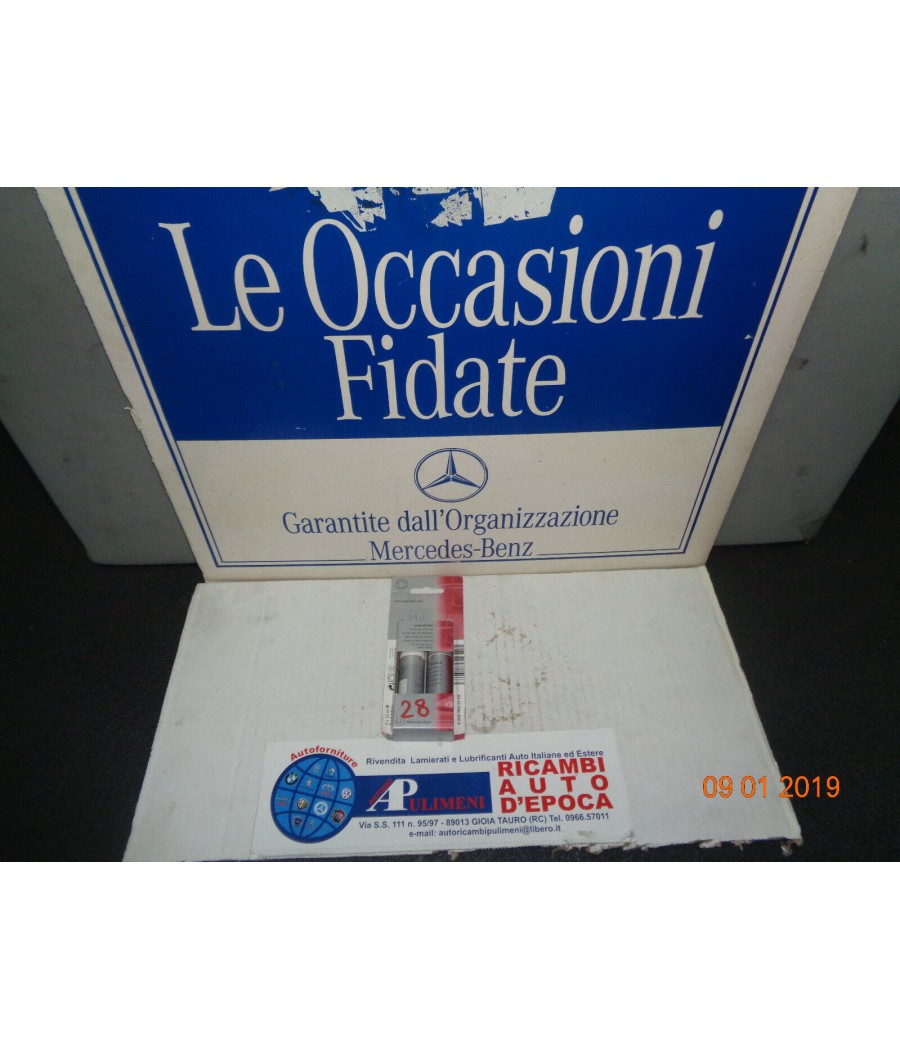 Le Occasioni
Fidate
Garantite dall'Organizzazione
Mercedes-Benz
28
Autoforniture
Rivendita Lamierati e Lubrificanti Auto Italiane ed Estere
APULIMENI
RICAMBI
AUTO
D'EPOCA
Via S.S. 111 n. 95/97 - 89013 GIOIA TAURO (RC) Tel. 0966.57011
e-mail: autoricambipulimeni@libero.it
09 01 2019